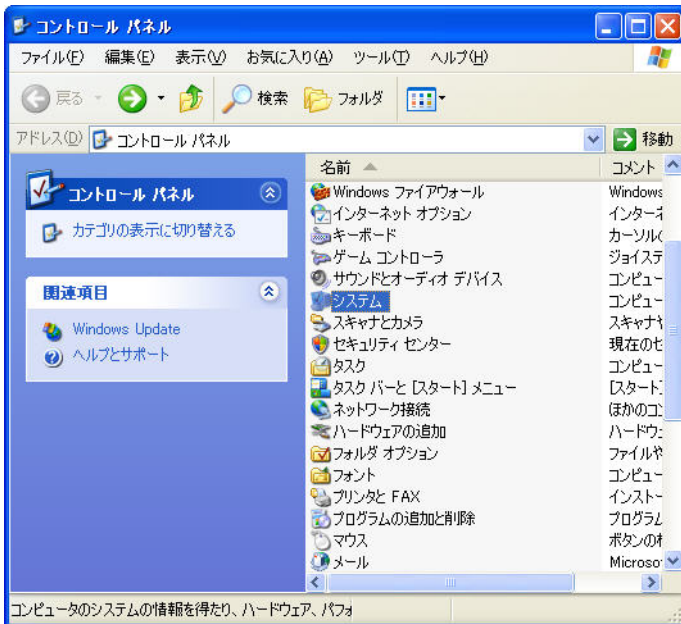 コントロール パネル
ファイル(F) 編集(E) 表示(V) お気に入り(A) ツール(T) ヘルプ(H)
戻る 検索 フォルダ
アドレス(D) コントロール パネル 移動
コントロール パネル
カテゴリの表示に切り替える
関連項目
Windows Update
ヘルプとサポート
名前 コメント
Windows ファイアウォール Windows
インターネット オプション インターネ
キーボード カーソルの
ゲーム コントローラ ジョイステ
サウンドとオーディオ デバイス コンピュー
システム コンピュー
スキャナとカメラ スキャナや
セキュリティ センター 現在のセ
タスク コンピュー
タスク バーと [スタート] メニュー [スタート]
ネットワーク接続 ほかのコン
ハードウェアの追加 ハードウェ
フォルダ オプション ファイルや
フォント コンピュー
プリンタと FAX インストー
プログラムの追加と削除 プログラム
マウス ボタンの
メール Microso
コンピュータのシステムの情報を得たり、ハードウェア、パフォ